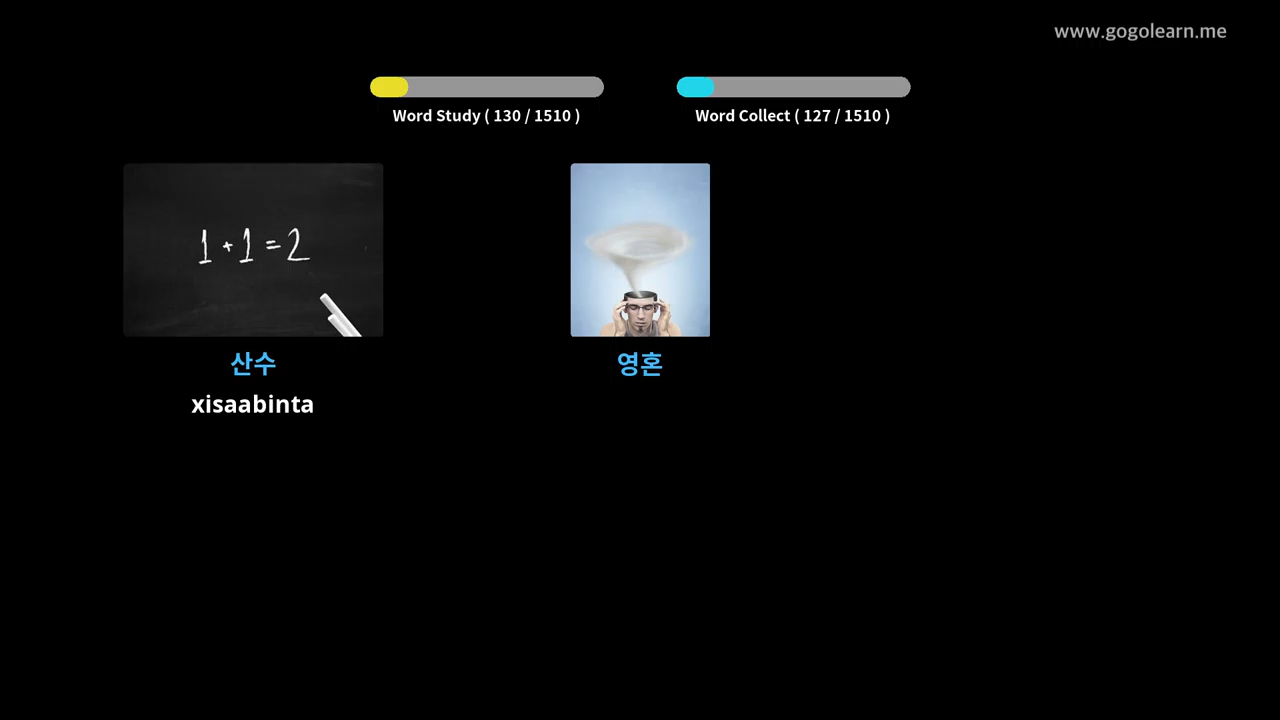 www.gogolearn.me
Word Study ( 130 / 1510 )
Word Collect ( 127 / 1510 )
1 + 1 = 2
산수
영혼
xisaabinta